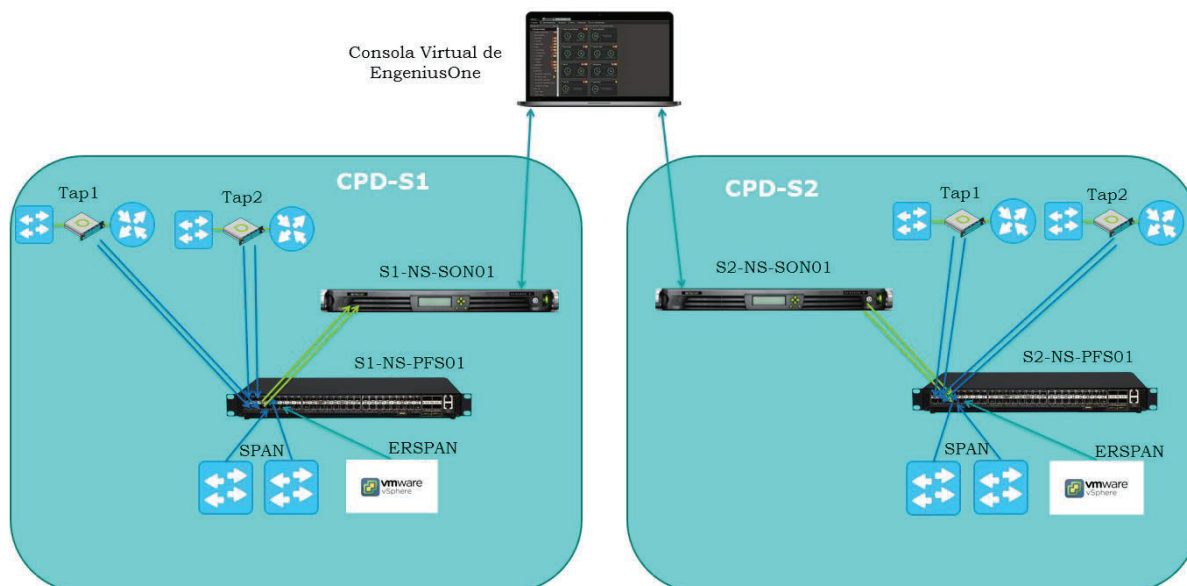 Consola Virtual de
EngeniusOne
CPD-S1
Tap1
Tap2
S1-NS-SON01
S1-NS-PFS01
SPAN
ERSPAN
vmware
vSphere
CPD-S2
Tap1
Tap2
S2-NS-SON01
S2-NS-PFS01
SPAN
ERSPAN
vmware
vSphere